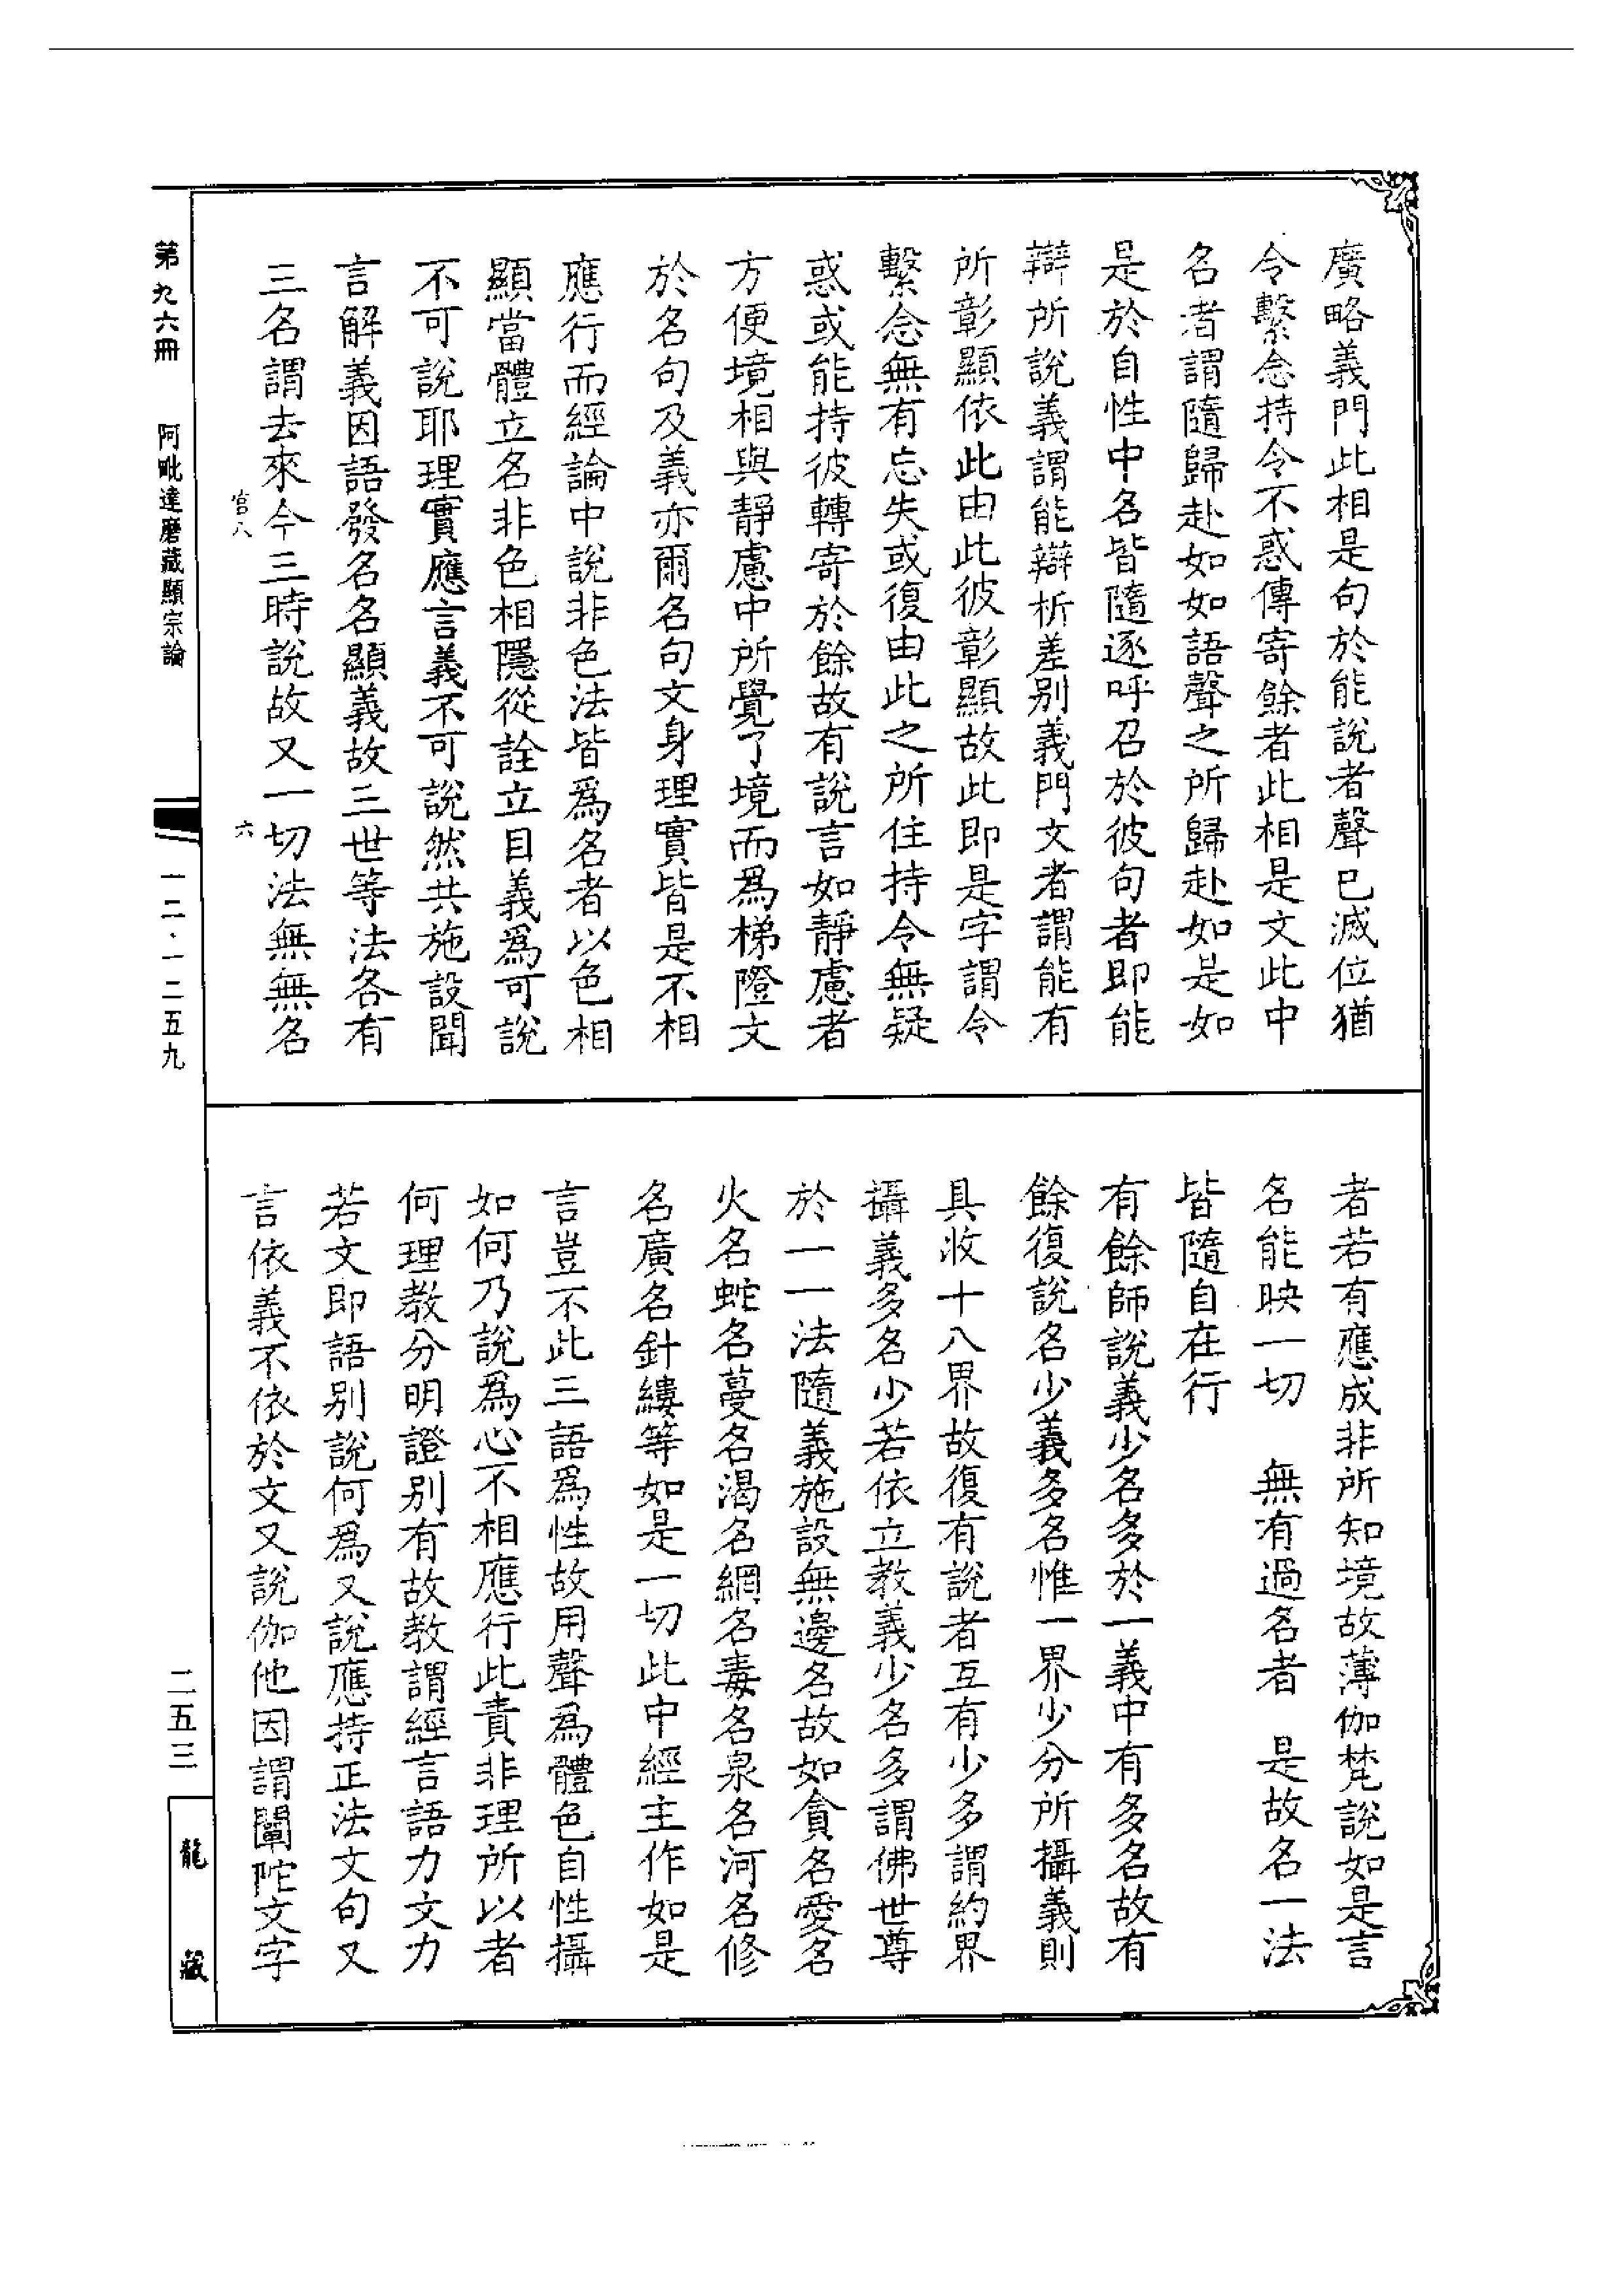 廣略義門此相是句於能說者聲已滅位猶
令繫念持令不惑傳寄餘者此相是文此中
名者謂隨歸赴如如語聲之所歸赴如是如
是於自性中名皆隨逐呼召於彼句者即能
辯所說義謂能辯析差別義門文者謂能有
所彰顯依此由此彼彰顯故此即是字謂令
繫念無有忘失或復由此之所住持令無疑
惑或能持彼轉寄於餘故有說言如靜慮者
方便境相與靜慮中所覺了境而爲梯隥文
於名句及義亦爾名句文身理實皆是不相
應行而經論中說非色法皆爲名者以色相
顯當體立名非色相隱從詮立目義爲可說
不可說耶理實應言義不可說然共施設聞
言解義因語發名名顯義故三世等法各有
三名謂去來今三時說故又一切法無無名
者若有應成非所知境故薄伽梵說如是言
名能映一切　無有過名者　是故名一法
皆隨自在行
有餘師說義少名多於一義中有多名故有
餘復說名少義多名惟一界少分所攝義則
具收十八界故復有說者互有少多謂約界
攝義多名少若依立教義少名多謂佛世尊
於一一法隨義施設無邊名故如貪名愛名
火名蛇名蔓名渴名網名毒名泉名河名修
名廣名針縷等如是一切此中經主作如是
言豈不此三語爲性故用聲爲體色自性攝
如何乃說爲心不相應行此責非理所以者
何理教分明證別有故教謂經言語力文力
若文即語別說何爲又說應持正法文句又
言依義不依於文又說伽他因謂闡陀文字
宮八　六
第九六冊　阿毗達磨藏顯宗論　一二·一二五九
二五三
龍藏